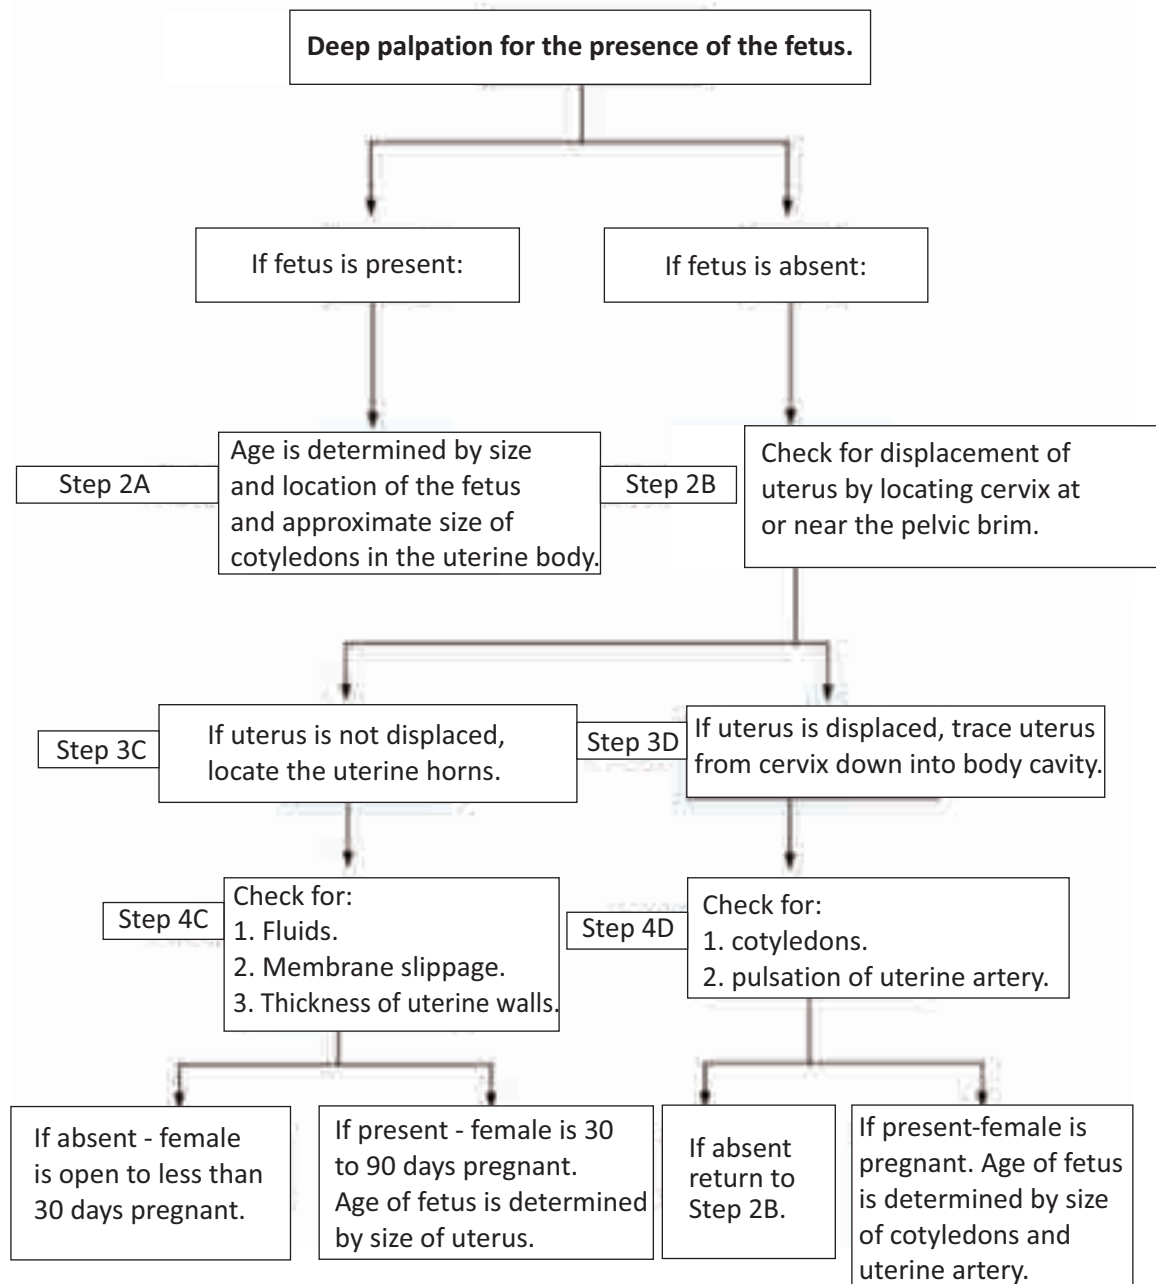 Deep palpation for the presence of the fetus.
If fetus is present:
If fetus is absent:
Step 2A
Age is determined by size
and location of the fetus
and approximate size of
cotyledons in the uterine body.
Step 2B
Check for displacement of
uterus by locating cervix at
or near the pelvic brim.
Step 3C
If uterus is not displaced,
locate the uterine horns.
Step 3D
If uterus is displaced, trace uterus
from cervix down into body cavity.
Step 4C
Check for:
1. Fluids.
2. Membrane slippage.
3. Thickness of uterine walls.
Step 4D
Check for:
1. cotyledons.
2. pulsation of uterine artery.
If absent - female
is open to less than
30 days pregnant.
If present - female is 30
to 90 days pregnant.
Age of fetus is determined
by size of uterus.
If absent
return to
Step 2B.
If present-female is
pregnant. Age of fetus
is determined by size
of cotyledons and
uterine artery.